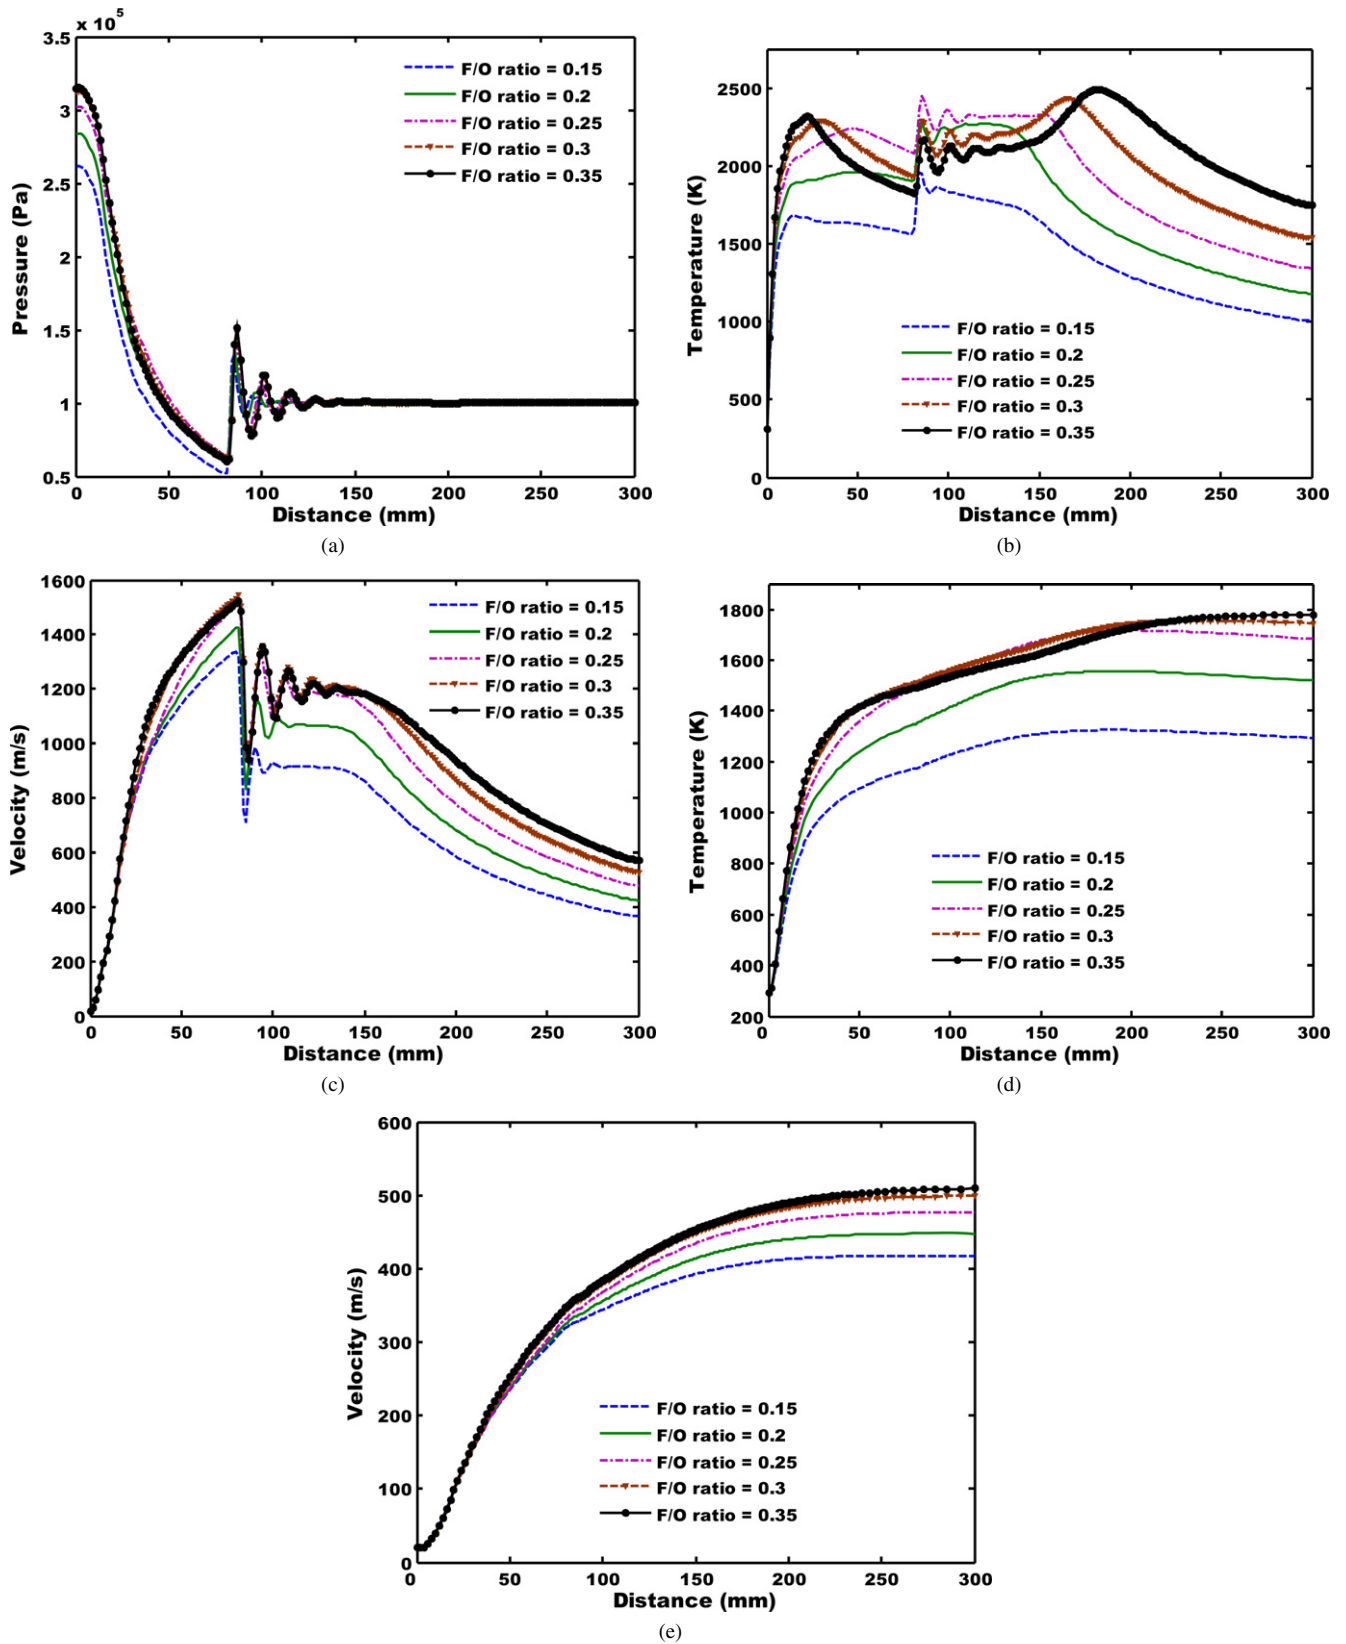 x 10^5
3.5
3
2.5
2
1.5
1
0.5
0 50 100 150 200 250 300
Pressure (Pa)
Distance (mm)
F/O ratio = 0.15
F/O ratio = 0.2
F/O ratio = 0.25
F/O ratio = 0.3
F/O ratio = 0.35
(a)
2500
2000
1500
1000
500
0
0 50 100 150 200 250 300
Temperature (K)
Distance (mm)
F/O ratio = 0.15
F/O ratio = 0.2
F/O ratio = 0.25
F/O ratio = 0.3
F/O ratio = 0.35
(b)
1600
1400
1200
1000
800
600
400
200
0
0 50 100 150 200 250 300
Velocity (m/s)
Distance (mm)
F/O ratio = 0.15
F/O ratio = 0.2
F/O ratio = 0.25
F/O ratio = 0.3
F/O ratio = 0.35
(c)
1800
1600
1400
1200
1000
800
600
400
200
0 50 100 150 200 250 300
Temperature (K)
Distance (mm)
F/O ratio = 0.15
F/O ratio = 0.2
F/O ratio = 0.25
F/O ratio = 0.3
F/O ratio = 0.35
(d)
600
500
400
300
200
100
0
0 50 100 150 200 250 300
Velocity (m/s)
Distance (mm)
F/O ratio = 0.15
F/O ratio = 0.2
F/O ratio = 0.25
F/O ratio = 0.3
F/O ratio = 0.35
(e)